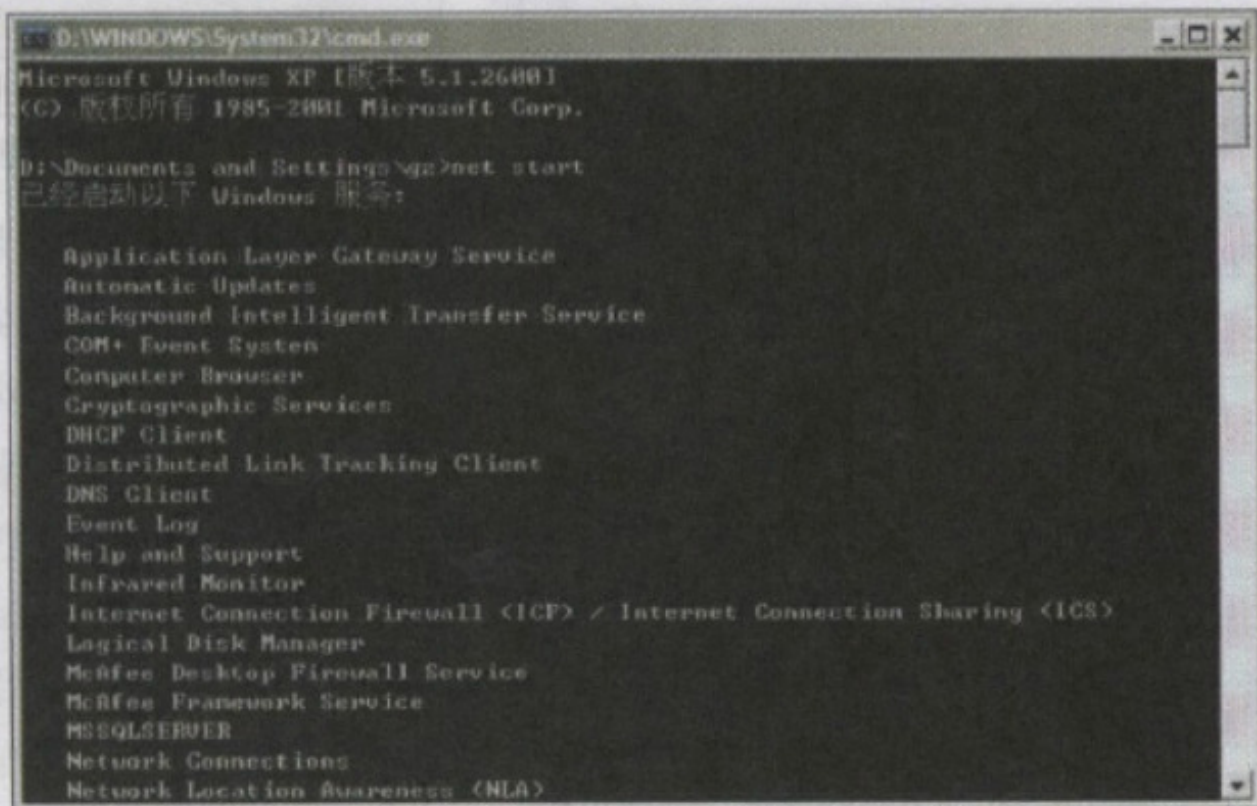 D:\WINDOWS\System32\cmd.exe
Microsoft Windows XP [版本 5.1.2600]
(C) 版权所有 1985-2001 Microsoft Corp.
D:\Documents and Settings\gz>net start
已经启动以下 Windows 服务:
Application Layer Gateway Service
Automatic Updates
Background Intelligent Transfer Service
COM+ Event System
Computer Browser
Cryptographic Services
DHCP Client
Distributed Link Tracking Client
DNS Client
Event Log
Help and Support
Infrared Monitor
Internet Connection Firewall (ICF) / Internet Connection Sharing (ICS)
Logical Disk Manager
McAfee Desktop Firewall Service
McAfee Framework Service
MSSQLSERVER
Network Connections
Network Location Awareness (NLA)